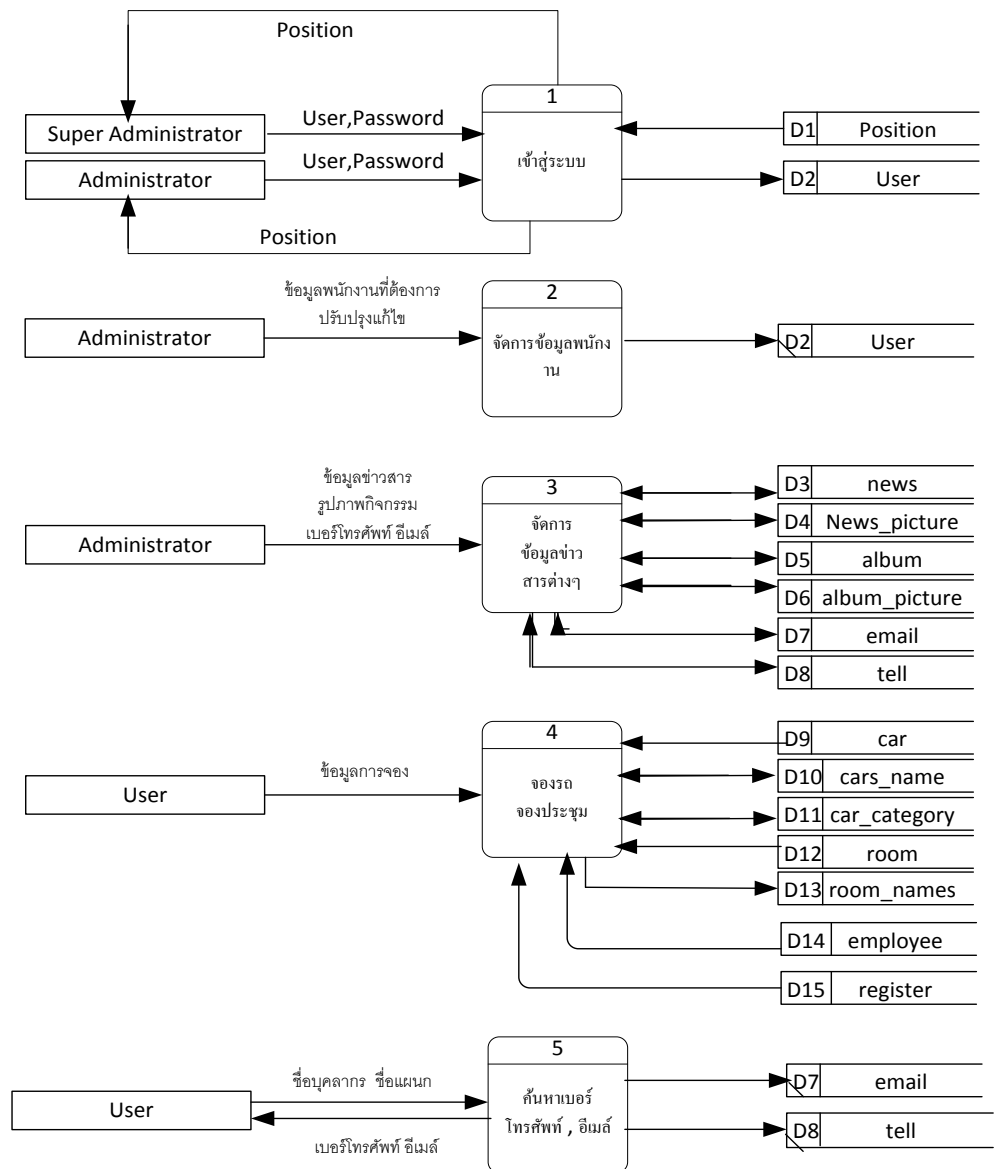 Position
1
User,Password
Super Administrator
D1 Position
เข้าสู่ระบบ
User,Password
Administrator
D2 User
Position
ข้อมูลพนักงานที่ต้องการ
ปรับปรุงแก้ไข
2
Administrator
จัดการข้อมูลพนักง
าน
D2 User
ข้อมูลข่าวสาร
รูปภาพกิจกรรม
เบอร์โทรศัพท์ อีเมล์
Administrator
3
จัดการ
ข้อมูลข่าว
สารต่างๆ
D3 news
D4 News_picture
D5 album
D6 album_picture
D7 email
D8 tell
4
ข้อมูลการจอง
User
จองรถ
จองประชุม
D9 car
D10 cars_name
D11 car_category
D12 room
D13 room_names
D14 employee
D15 register
5
ชื่อบุคลากร ชื่อแผนก
User
เบอร์โทรศัพท์ อีเมล์
ค้นหาเบอร์
โทรศัพท์ , อีเมล์
D7 email
D8 tell